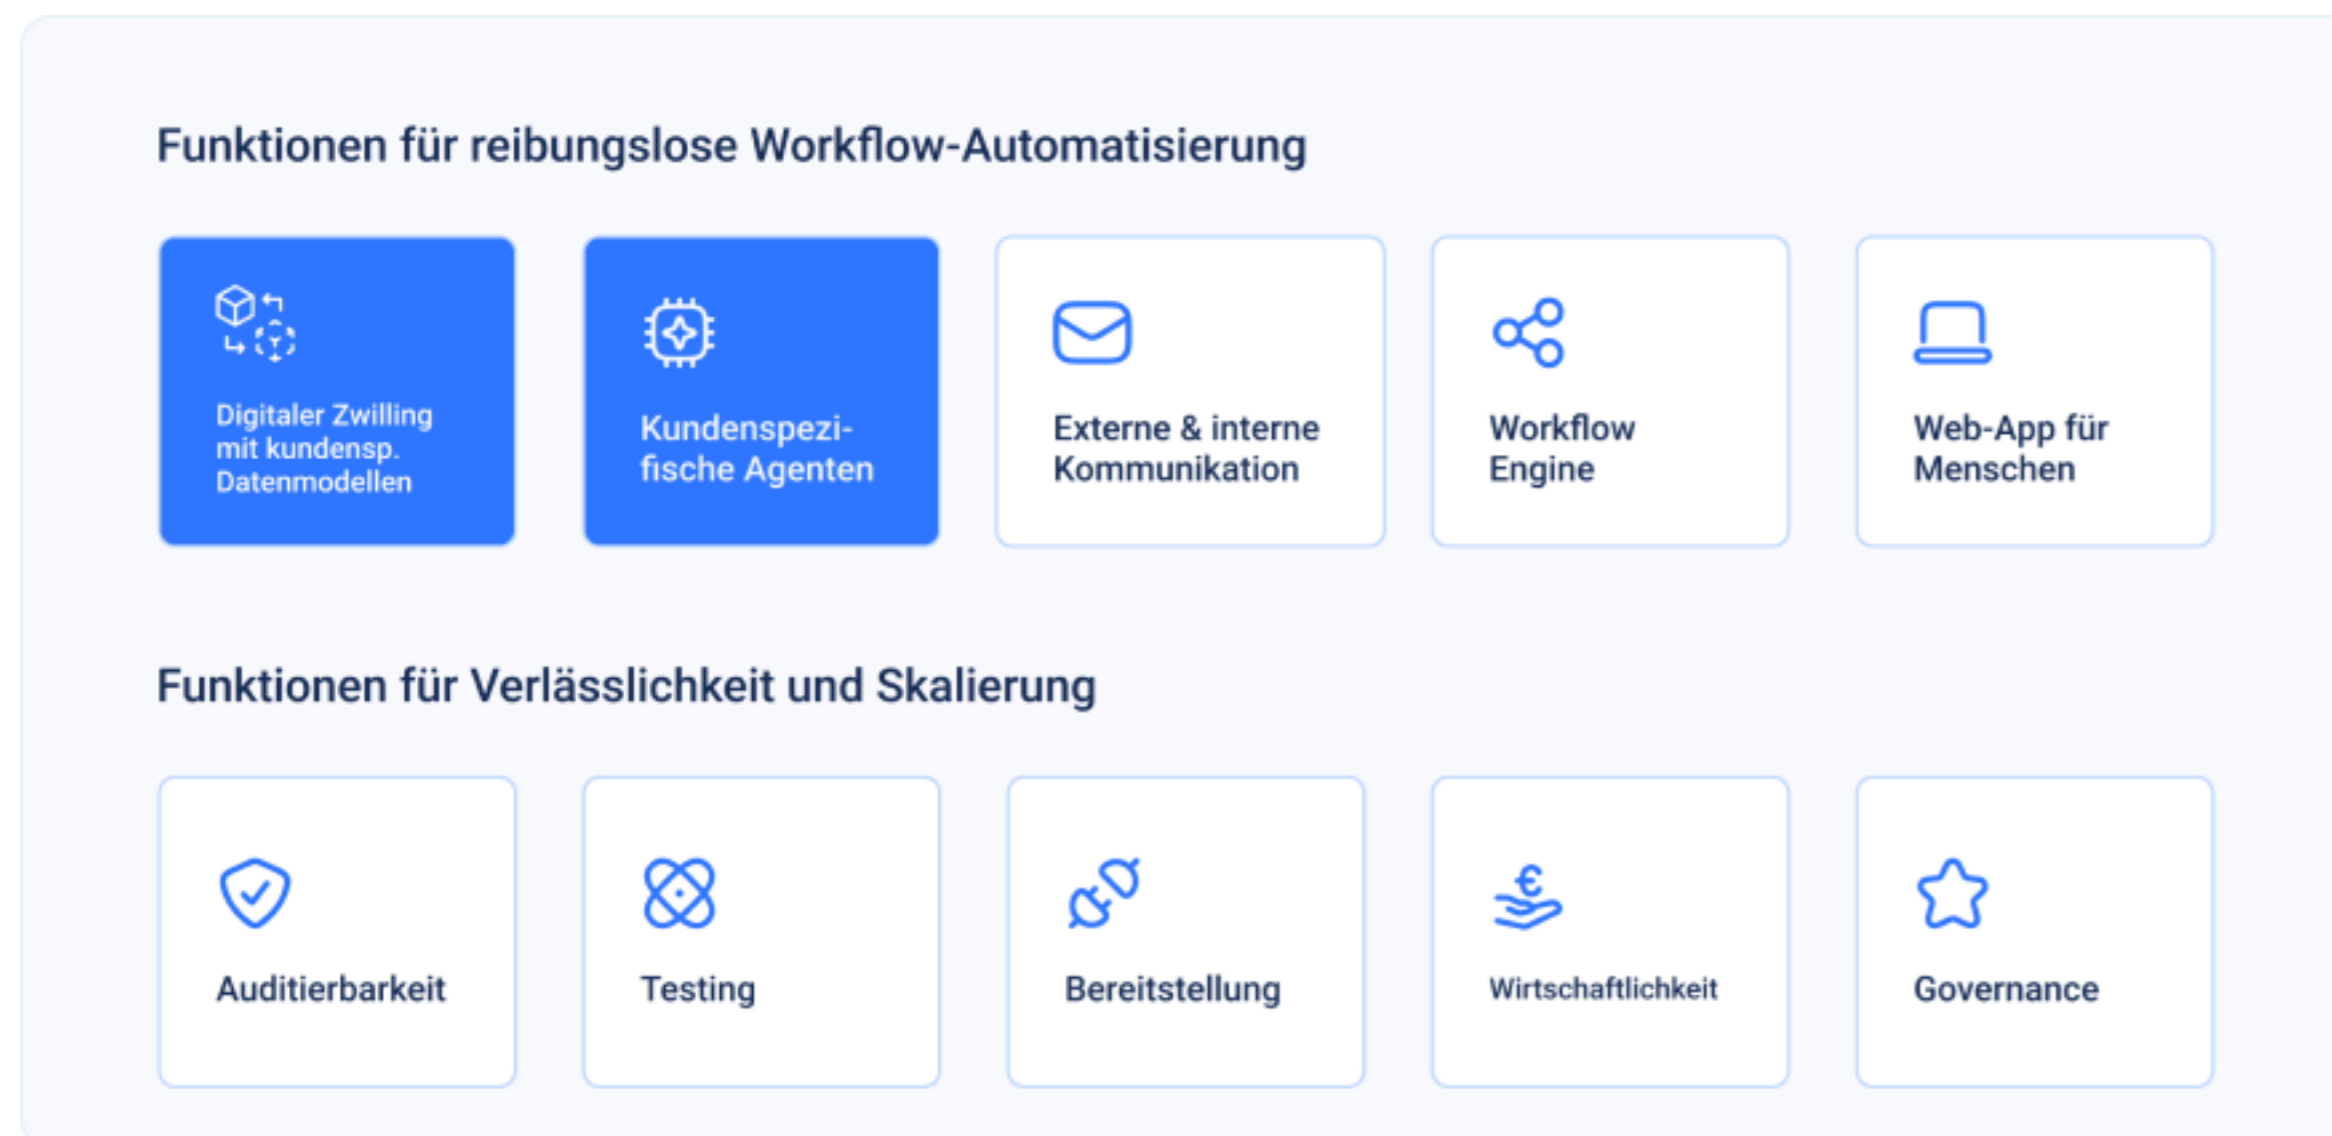 Funktionen für reibungslose Workflow-Automatisierung
Digitaler Zwilling
mit kundensp.
Datenmodellen
Kundenspezi-
fische Agenten
Externe & interne
Kommunikation
Workflow
Engine
Web-App für
Menschen
Funktionen für Verlässlichkeit und Skalierung
Auditierbarkeit
Testing
Bereitstellung
€
Wirtschaftlichkeit
Governance